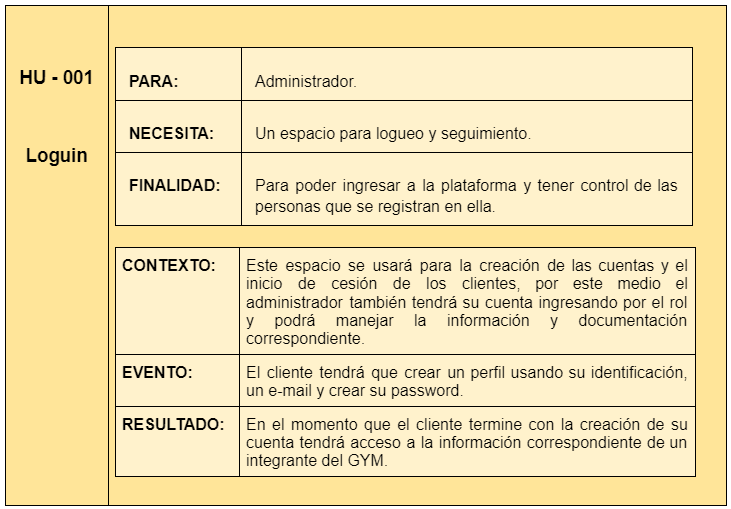 HU - 001
Loguin
PARA: Administrador.
NECESITA: Un espacio para logueo y seguimiento.
FINALIDAD: Para poder ingresar a la plataforma y tener control de las
personas que se registran en ella.
CONTEXTO: Este espacio se usará para la creación de las cuentas y el
inicio de cesión de los clientes, por este medio el
administrador también tendrá su cuenta ingresando por el rol
y podrá manejar la información y documentación
correspondiente.
EVENTO: El cliente tendrá que crear un perfil usando su identificación,
un e-mail y crear su password.
RESULTADO: En el momento que el cliente termine con la creación de su
cuenta tendrá acceso a la información correspondiente de un
integrante del GYM.